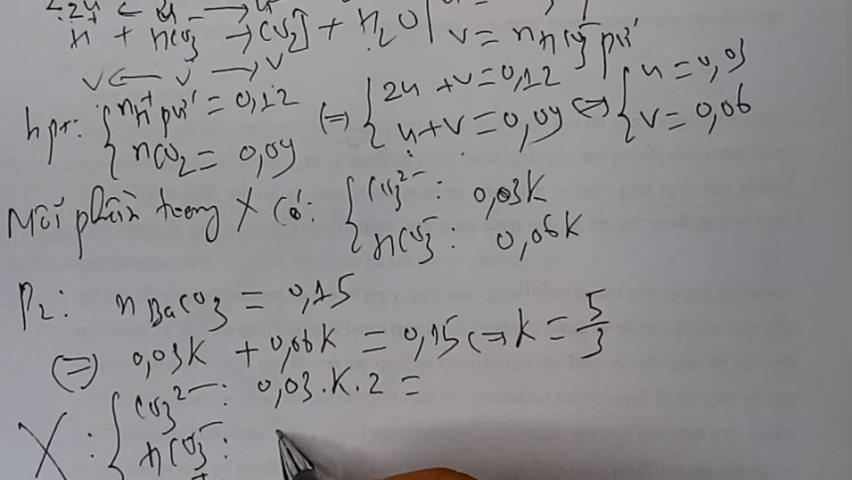 2u ← u → u
H⁺ + HCO₃⁻ → CO₂↑ + H₂O
v ← v → v
V = nHCO₃⁻ pư
hpt: { nH⁺ pư = 0,12 (=) { 2u + v = 0,12 (=) { u = 0,03
{ nCO₂ = 0,09 { u + v = 0,09 { v = 0,06
Mỗi phần trong X có: { CO₃²⁻: 0,03K
{ HCO₃⁻: 0,06K
P₂: nBaCO₃ = 0,15
(=) 0,03K + 0,06K = 0,15 (=) K = 5/3
X: { CO₃²⁻: 0,03.K.2 =
{ HCO₃⁻: